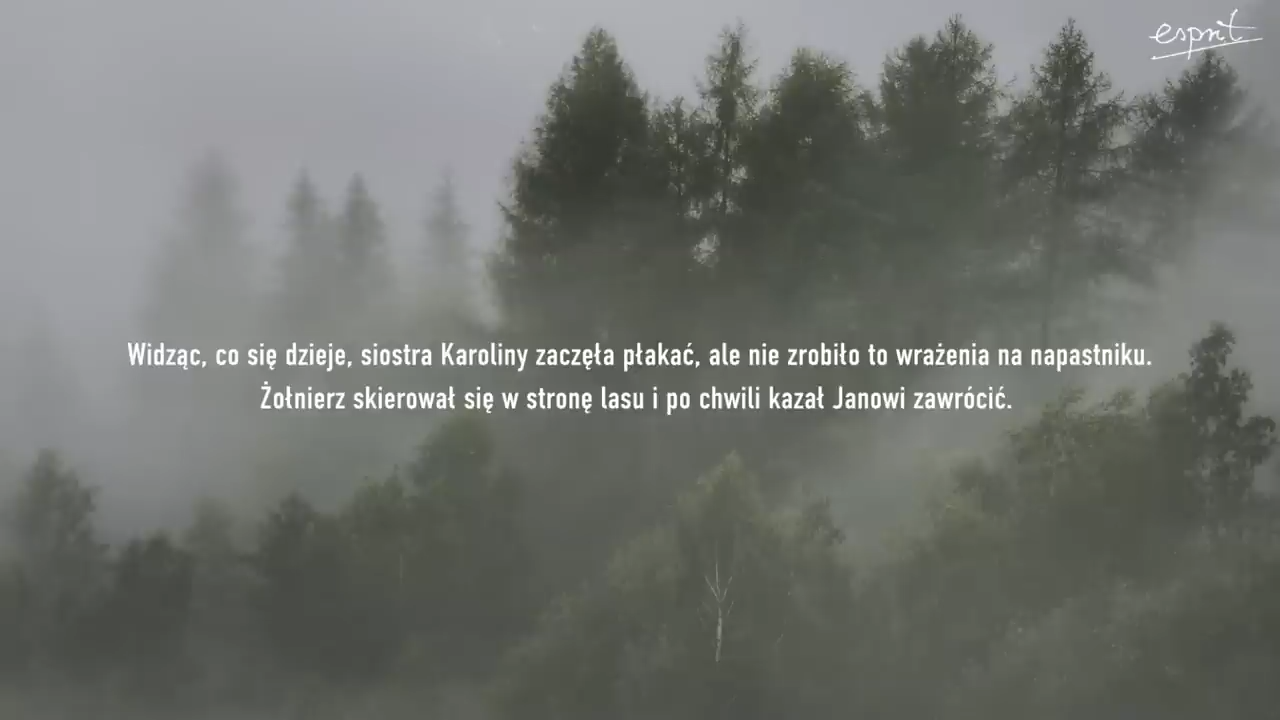 esprit
Widząc, co się dzieje, siostra Karoliny zaczęła płakać, ale nie zrobiło to wrażenia na napastniku.
Żołnierz skierował się w stronę lasu i po chwili kazał Janowi zawrócić.